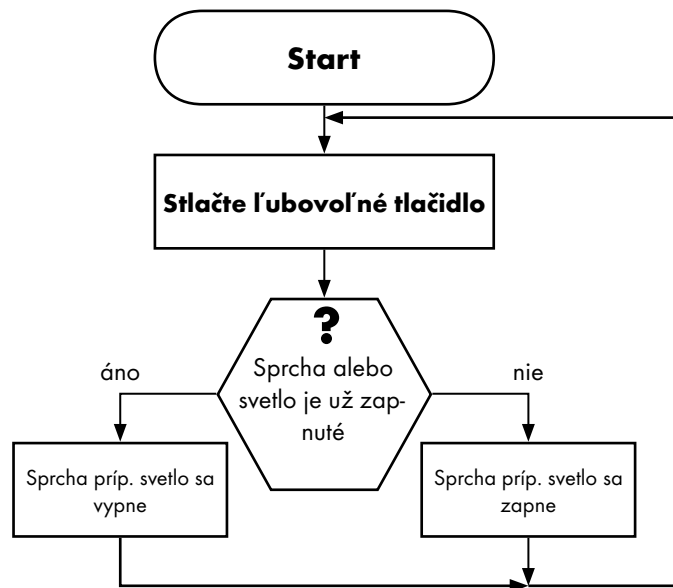 Start
Stlačte ľubovoľné tlačidlo
?
Sprcha alebo
svetlo je už zap-
nuté
áno
nie
Sprcha príp. svetlo sa
vypne
Sprcha príp. svetlo sa
zapne